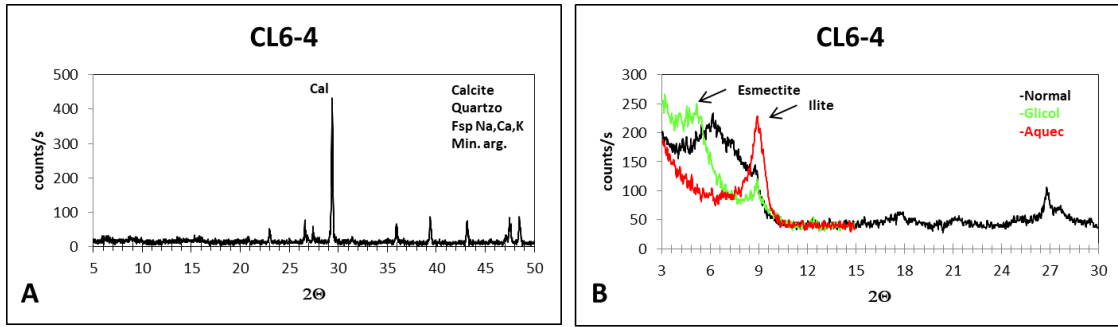 CL6-4
500
400
300
200
100
0
counts/s
Cal
Calcite
Quartzo
Fsp Na,Ca,K
Min. arg.
5 10 15 20 25 30 35 40 45 50
2Θ
A
CL6-4
300
250
200
150
100
50
0
counts/s
Esmectite
Ilite
-Normal
-Glicol
-Aquec
3 6 9 12 15 18 21 24 27 30
2Θ
B